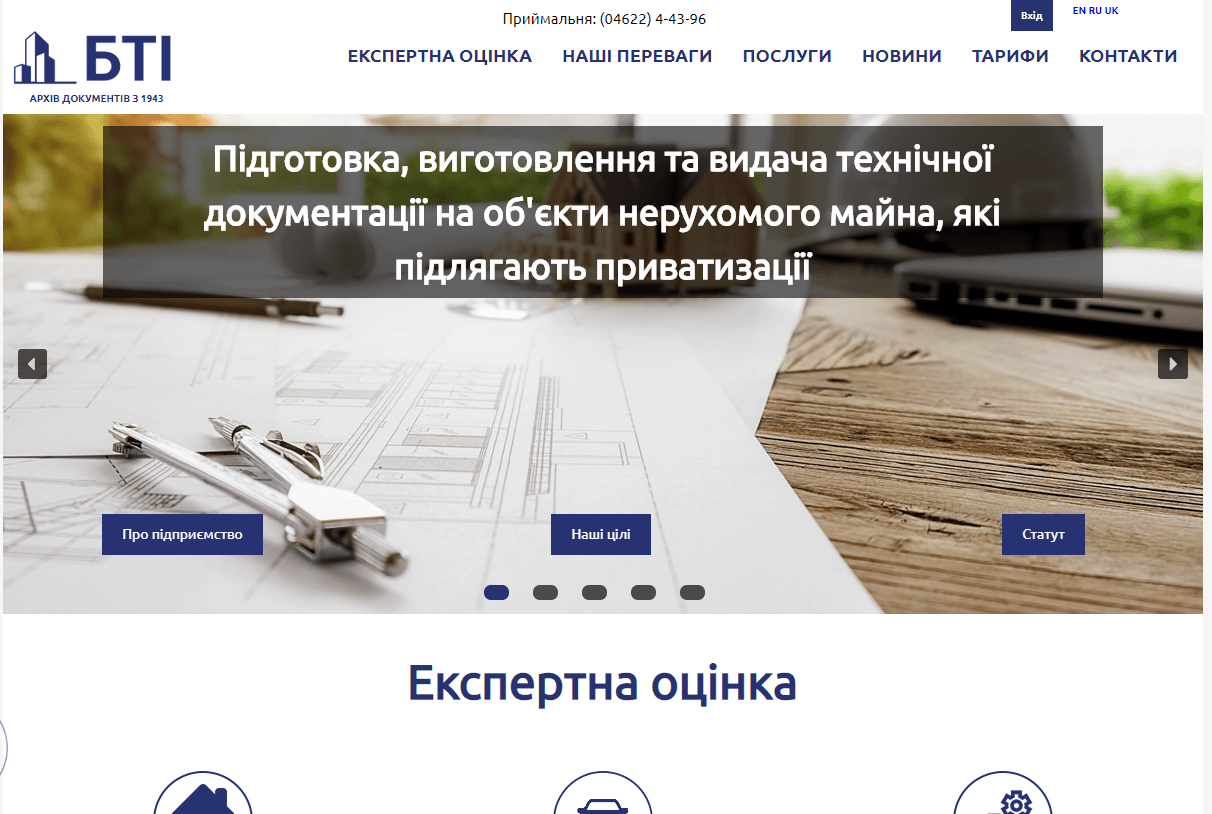 Приймальня: (04622) 4-43-96
Вхід
EN RU UK
БТІ
АРХІВ ДОКУМЕНТІВ З 1943
ЕКСПЕРТНА ОЦІНКА НАШІ ПЕРЕВАГИ ПОСЛУГИ НОВИНИ ТАРИФИ КОНТАКТИ
Підготовка, виготовлення та видача технічної
документації на об'єкти нерухомого майна, які
підлягають приватизації
Про підприємство
Наші цілі
Статут
Експертна оцінка